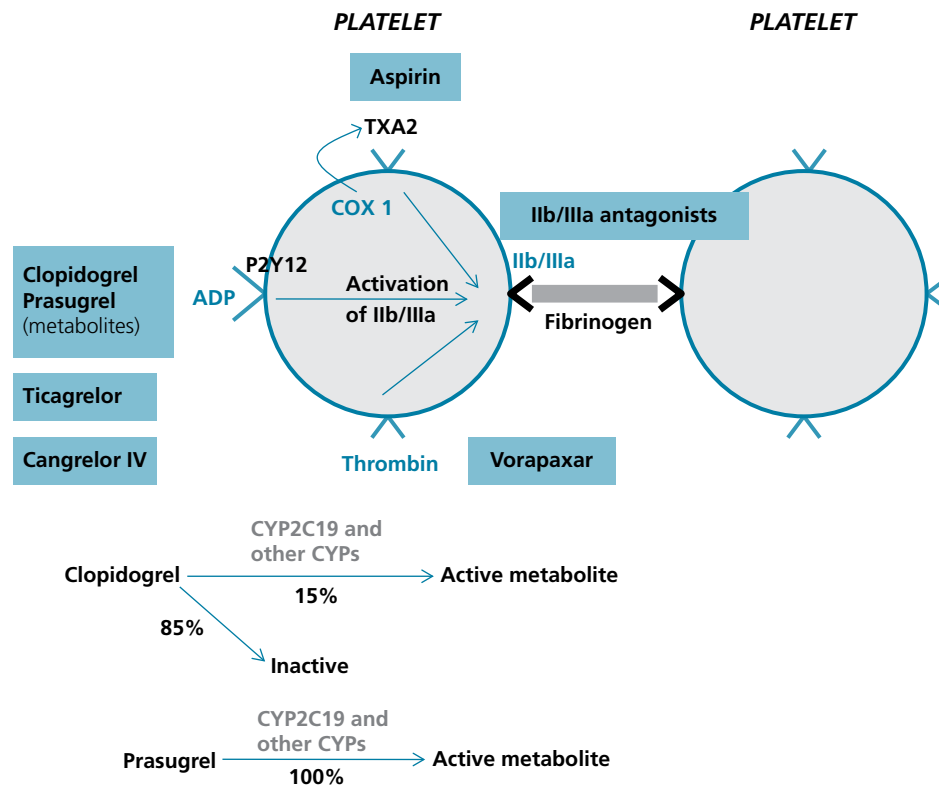 PLATELET
PLATELET
Aspirin
TXA2
COX 1
IIb/IIIa antagonists
Clopidogrel
Prasugrel
(metabolites)
P2Y12
ADP
Activation
of IIb/IIIa
IIb/IIIa
Fibrinogen
Ticagrelor
Cangrelor IV
Thrombin
Vorapaxar
CYP2C19 and
other CYPs
Clopidogrel
Active metabolite
15%
85%
Inactive
CYP2C19 and
other CYPs
Prasugrel
Active metabolite
100%